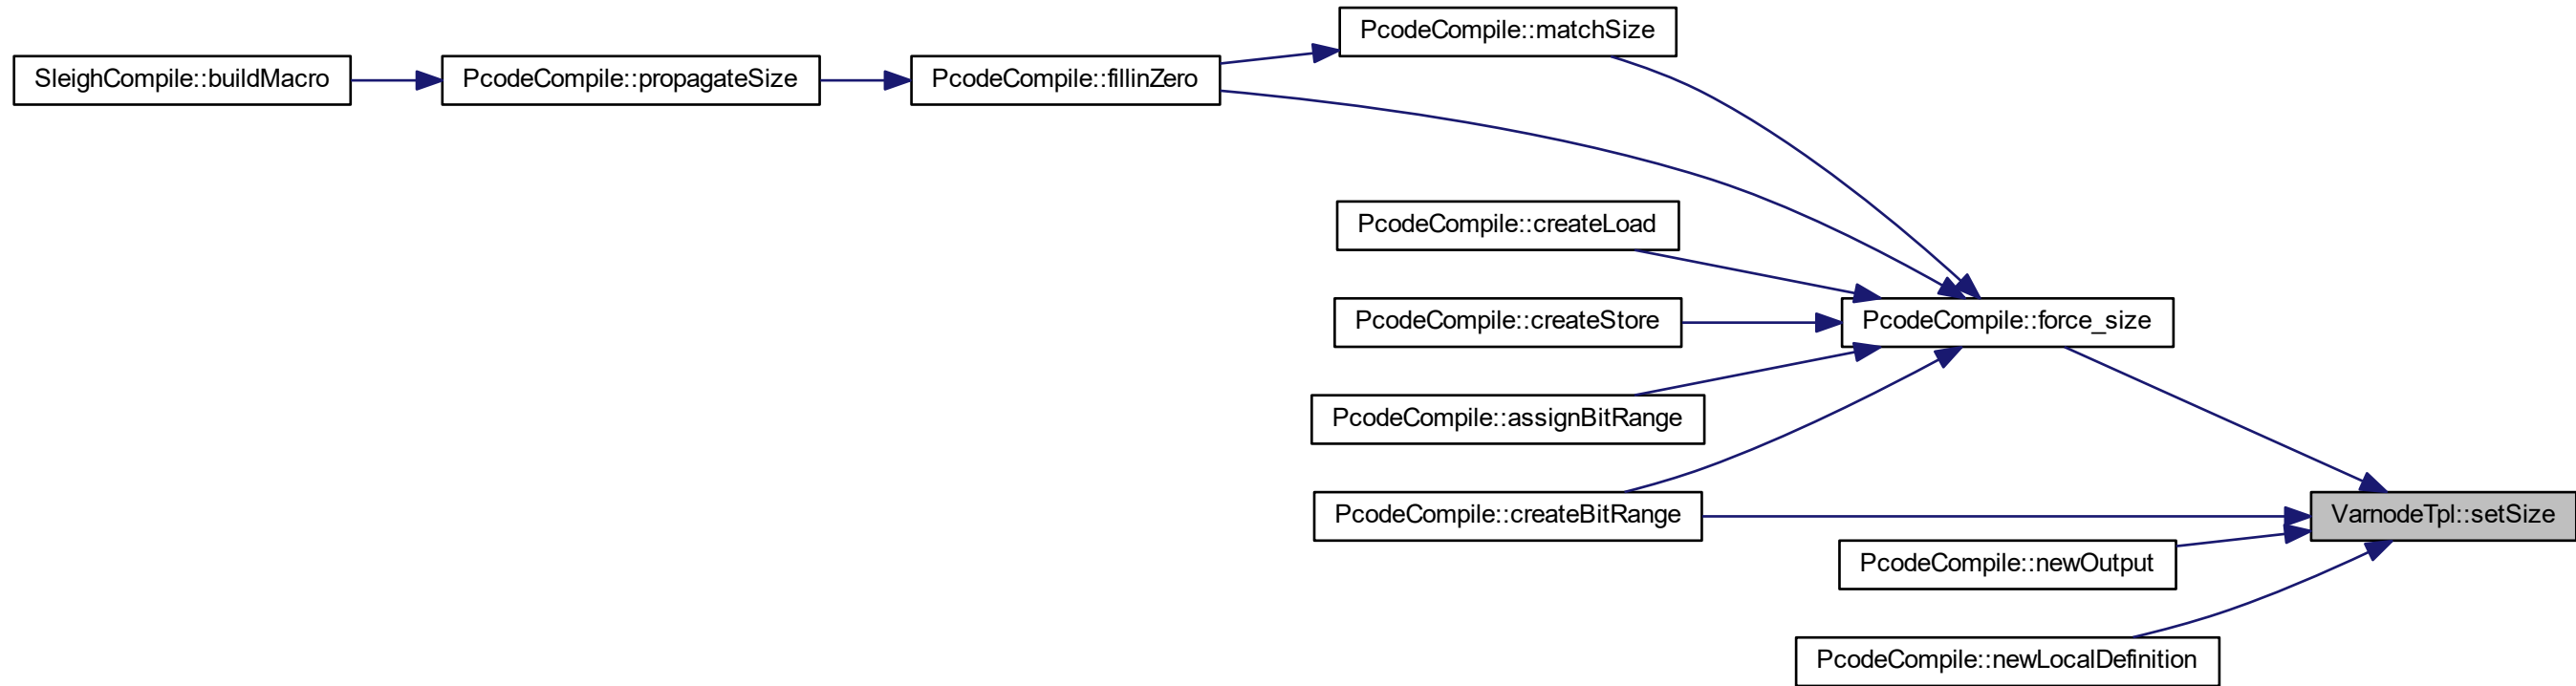 PcodeCompile::matchSize
SleighCompile::buildMacro
PcodeCompile::propagateSize
PcodeCompile::fillinZero
PcodeCompile::createLoad
PcodeCompile::createStore
PcodeCompile::force_size
PcodeCompile::assignBitRange
PcodeCompile::createBitRange
VarnodeTpl::setSize
PcodeCompile::newOutput
PcodeCompile::newLocalDefinition